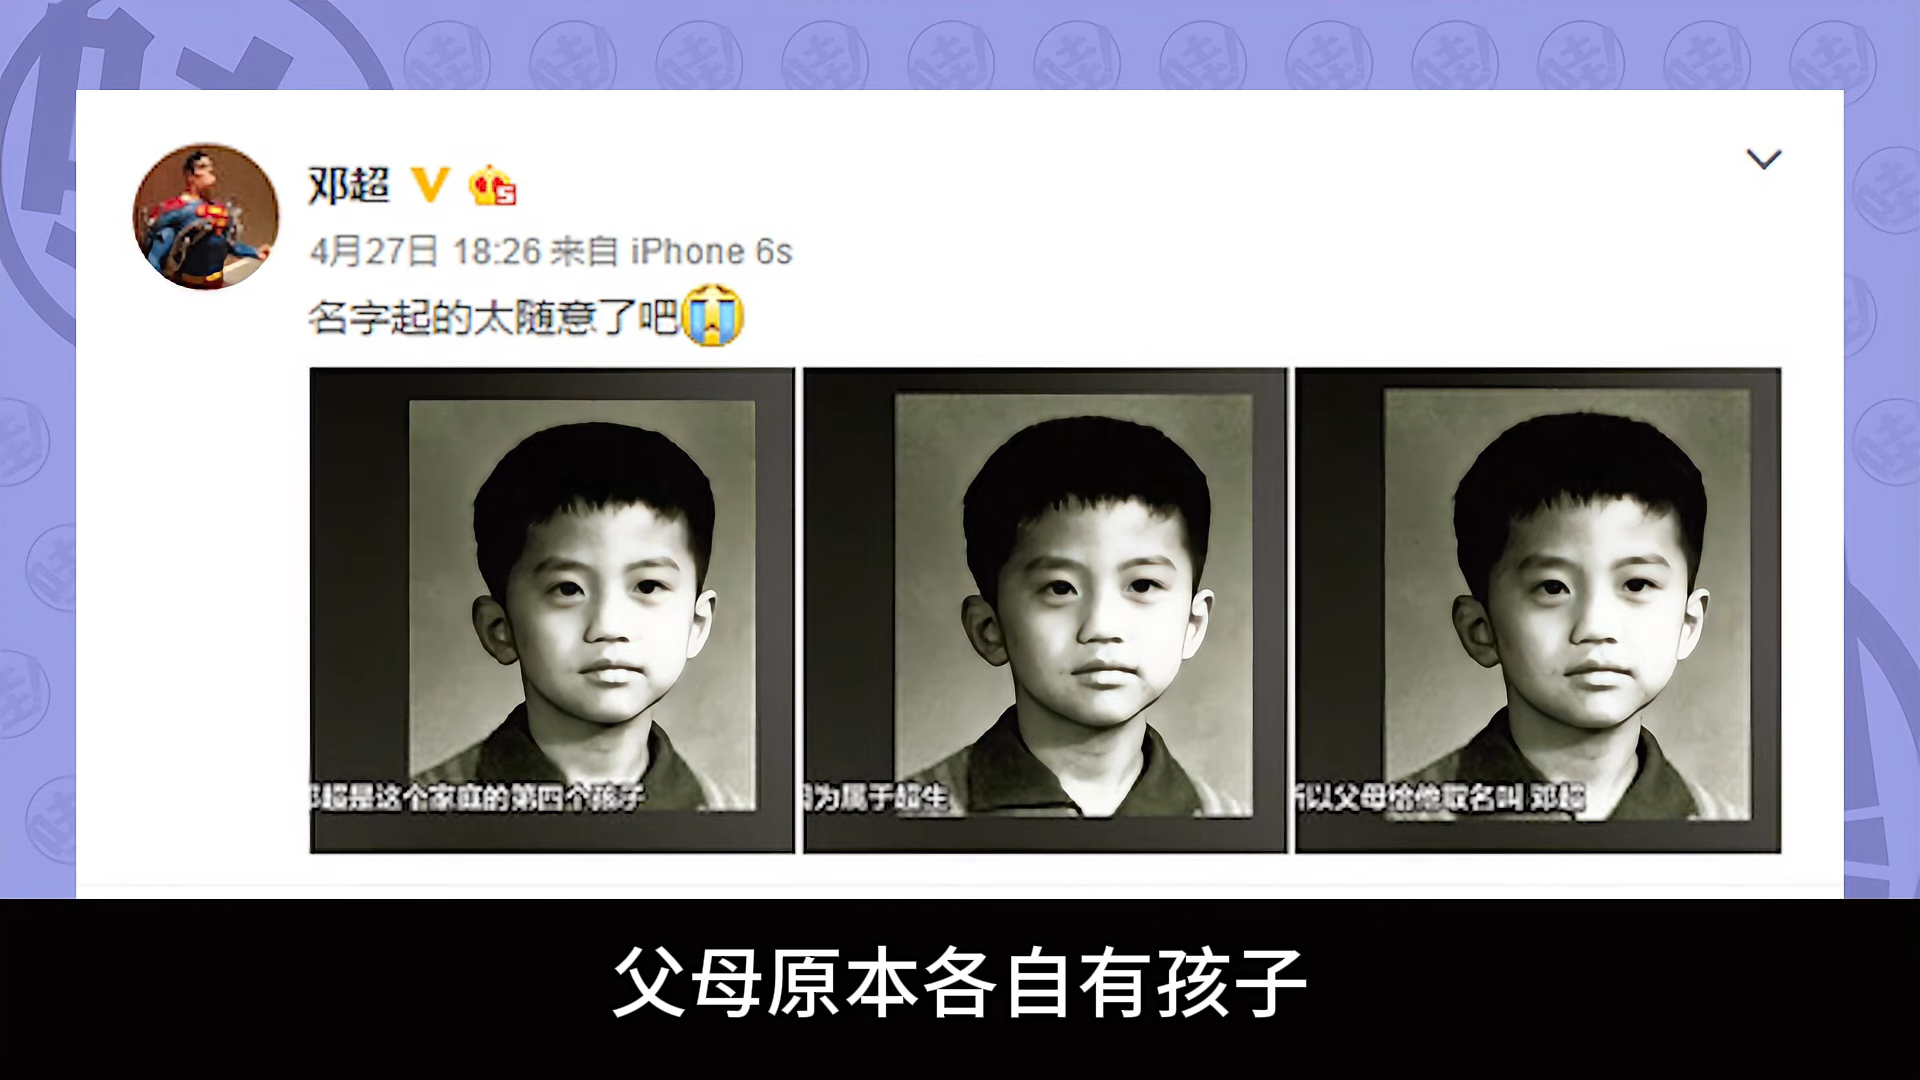 邓超
4月27日 18:26 来自 iPhone 6s
名字起的太随意了吧
邓超是这个家庭的第四个孩子
因为属于超生
所以父母给他取名叫 邓超
父母原本各自有孩子